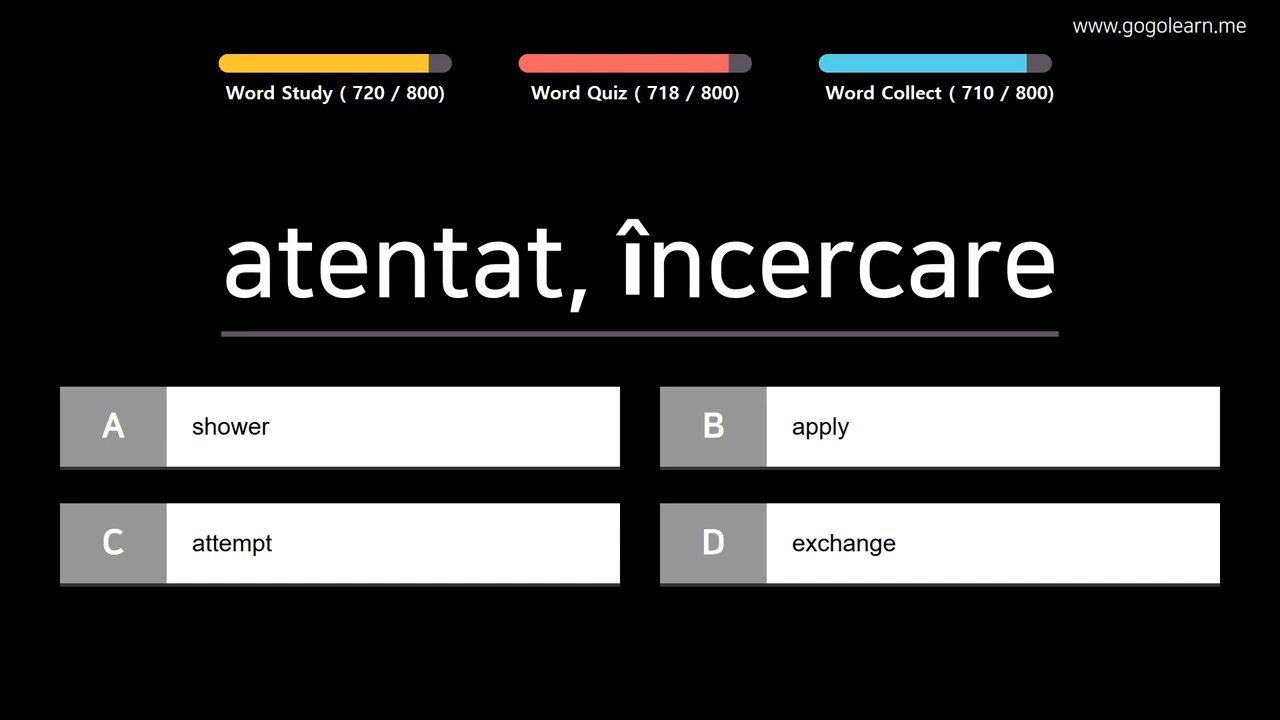 www.gogolearn.me
Word Study ( 720 / 800)
Word Quiz ( 718 / 800)
Word Collect ( 710 / 800)
atentat, încercare
A shower
B apply
C attempt
D exchange